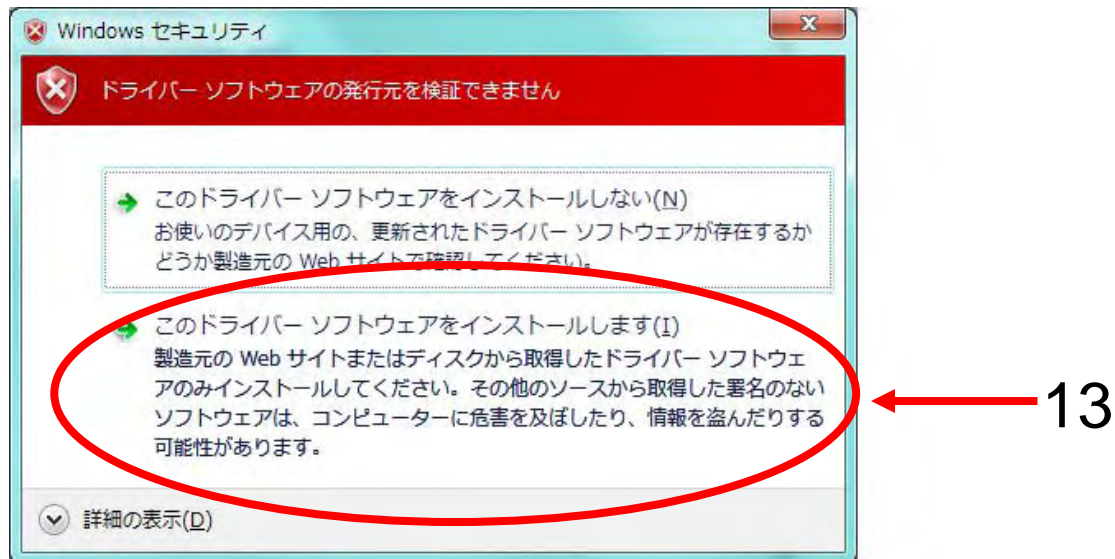 Windows セキュリティ
ドライバー ソフトウェアの発行元を検証できません
このドライバー ソフトウェアをインストールしない(N)
お使いのデバイス用の、更新されたドライバー ソフトウェアが存在するか
どうか製造元の Web サイトで確認してください。
このドライバー ソフトウェアをインストールします(I)
製造元の Web サイトまたはディスクから取得したドライバー ソフトウェ
アのみインストールしてください。その他のソースから取得した署名のない
ソフトウェアは、コンピューターに危害を及ぼしたり、情報を盗んだりする
可能性があります。
13
詳細の表示(D)